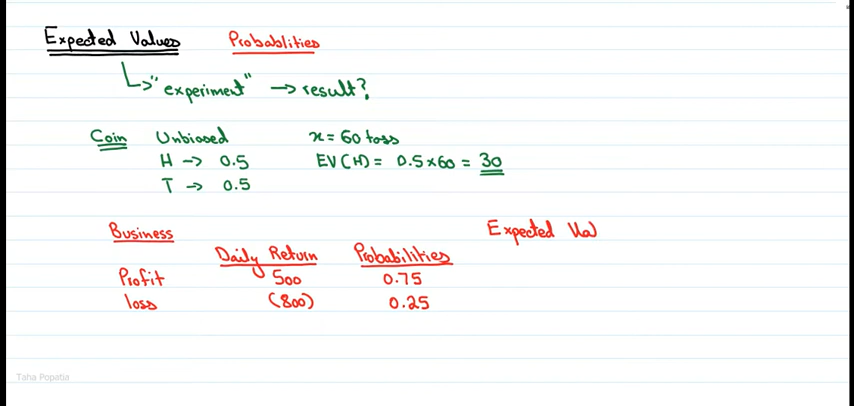 Expected Values Probablities
↳ "experiment" → result?
Coin Unbiased x = 60 toss
H → 0.5 EV(H) = 0.5 × 60 = 30
T → 0.5
Business Expected Val
Daily Return Probabilities
Profit 500 0.75
loss (800) 0.25
Taha Popatia